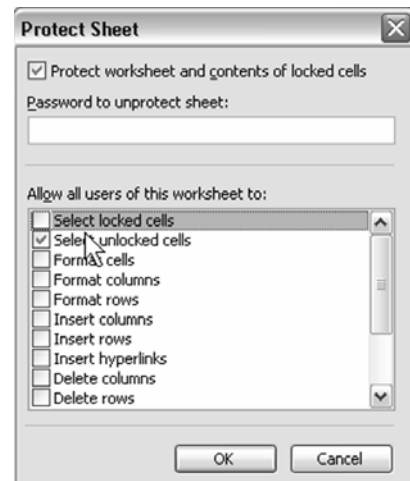 Protect Sheet
Protect worksheet and contents of locked cells
Password to unprotect sheet:
Allow all users of this worksheet to:
Select locked cells
Select unlocked cells
Format cells
Format columns
Format rows
Insert columns
Insert rows
Insert hyperlinks
Delete columns
Delete rows
OK Cancel